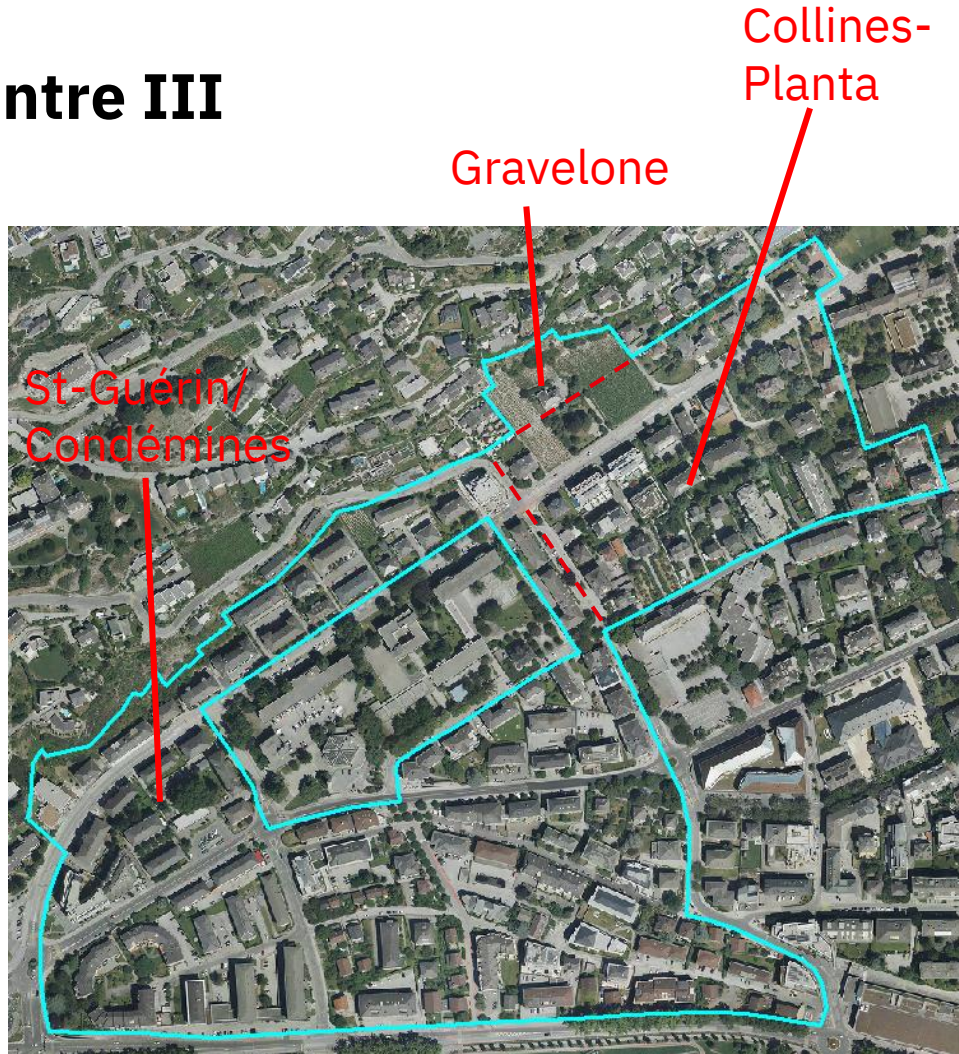 Collines-
Planta
ntre III
Gravelone
St-Guérin/
Condémines